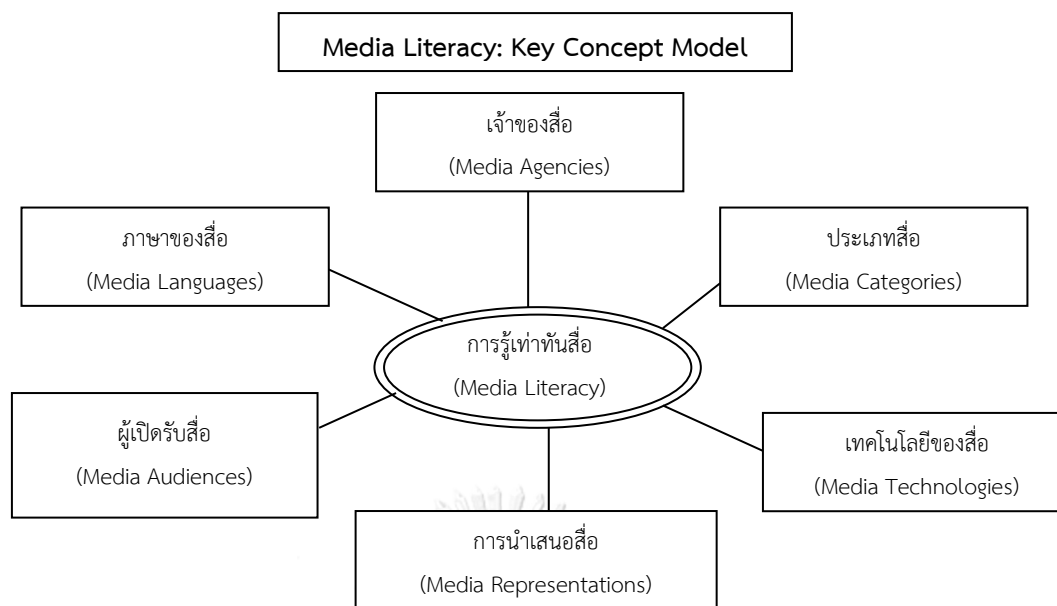 Media Literacy: Key Concept Model
เจ้าของสื่อ
(Media Agencies)
ภาษาของสื่อ
(Media Languages)
ประเภทสื่อ
(Media Categories)
การรู้เท่าทันสื่อ
(Media Literacy)
ผู้เปิดรับสื่อ
(Media Audiences)
เทคโนโลยีของสื่อ
(Media Technologies)
การนำเสนอสื่อ
(Media Representations)